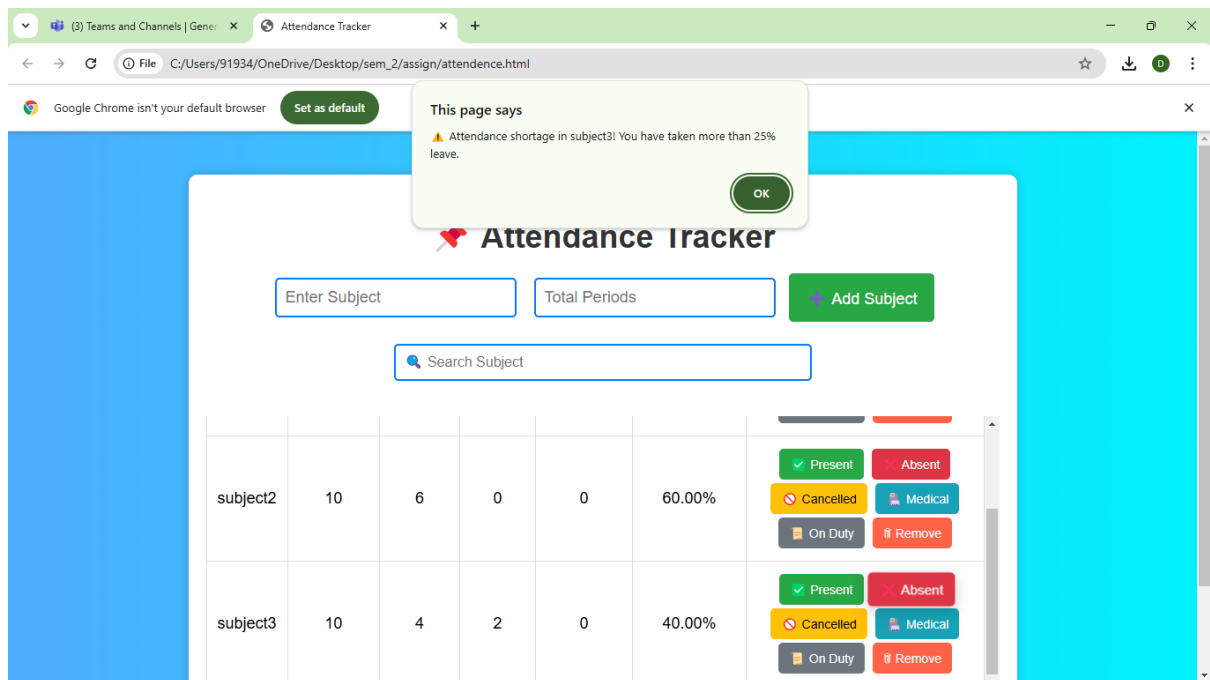 (3) Teams and Channels | Gener
Attendance Tracker
File C:/Users/91934/OneDrive/Desktop/sem_2/assign/attendence.html
D
Google Chrome isn't your default browser Set as default
This page says
⚠️ Attendance shortage in subject3! You have taken more than 25%
leave.
OK
📌 Attendance Tracker
Enter Subject Total Periods ➕ Add Subject
🔍 Search Subject
subject2 10 6 0 0 60.00%
✅ Present ❌ Absent
🚫 Cancelled 🏥 Medical
📜 On Duty 🗑 Remove
subject3 10 4 2 0 40.00%
✅ Present ❌ Absent
🚫 Cancelled 🏥 Medical
📜 On Duty 🗑 Remove